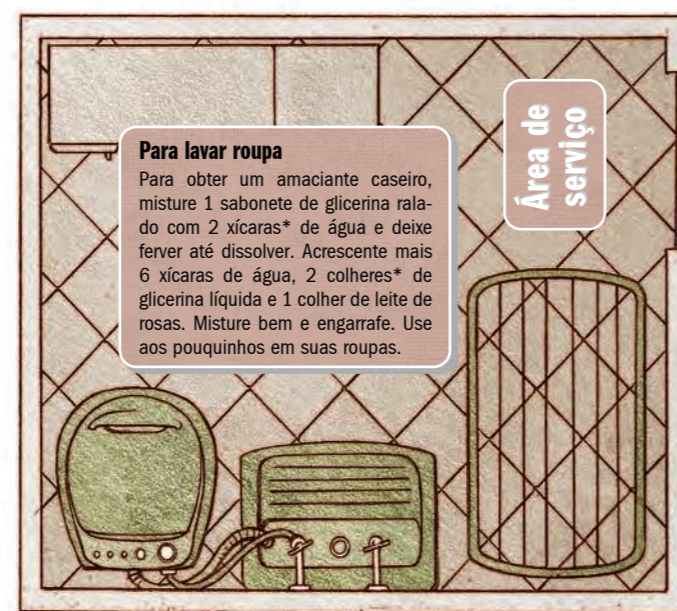 Área de
serviço
Para lavar roupa
Para obter um amaciante caseiro,
misture 1 sabonete de glicerina rala-
do com 2 xícaras* de água e deixe
ferver até dissolver. Acrescente mais
6 xícaras de água, 2 colheres* de
glicerina líquida e 1 colher de leite de
rosas. Misture bem e engarrafe. Use
aos pouquinhos em suas roupas.